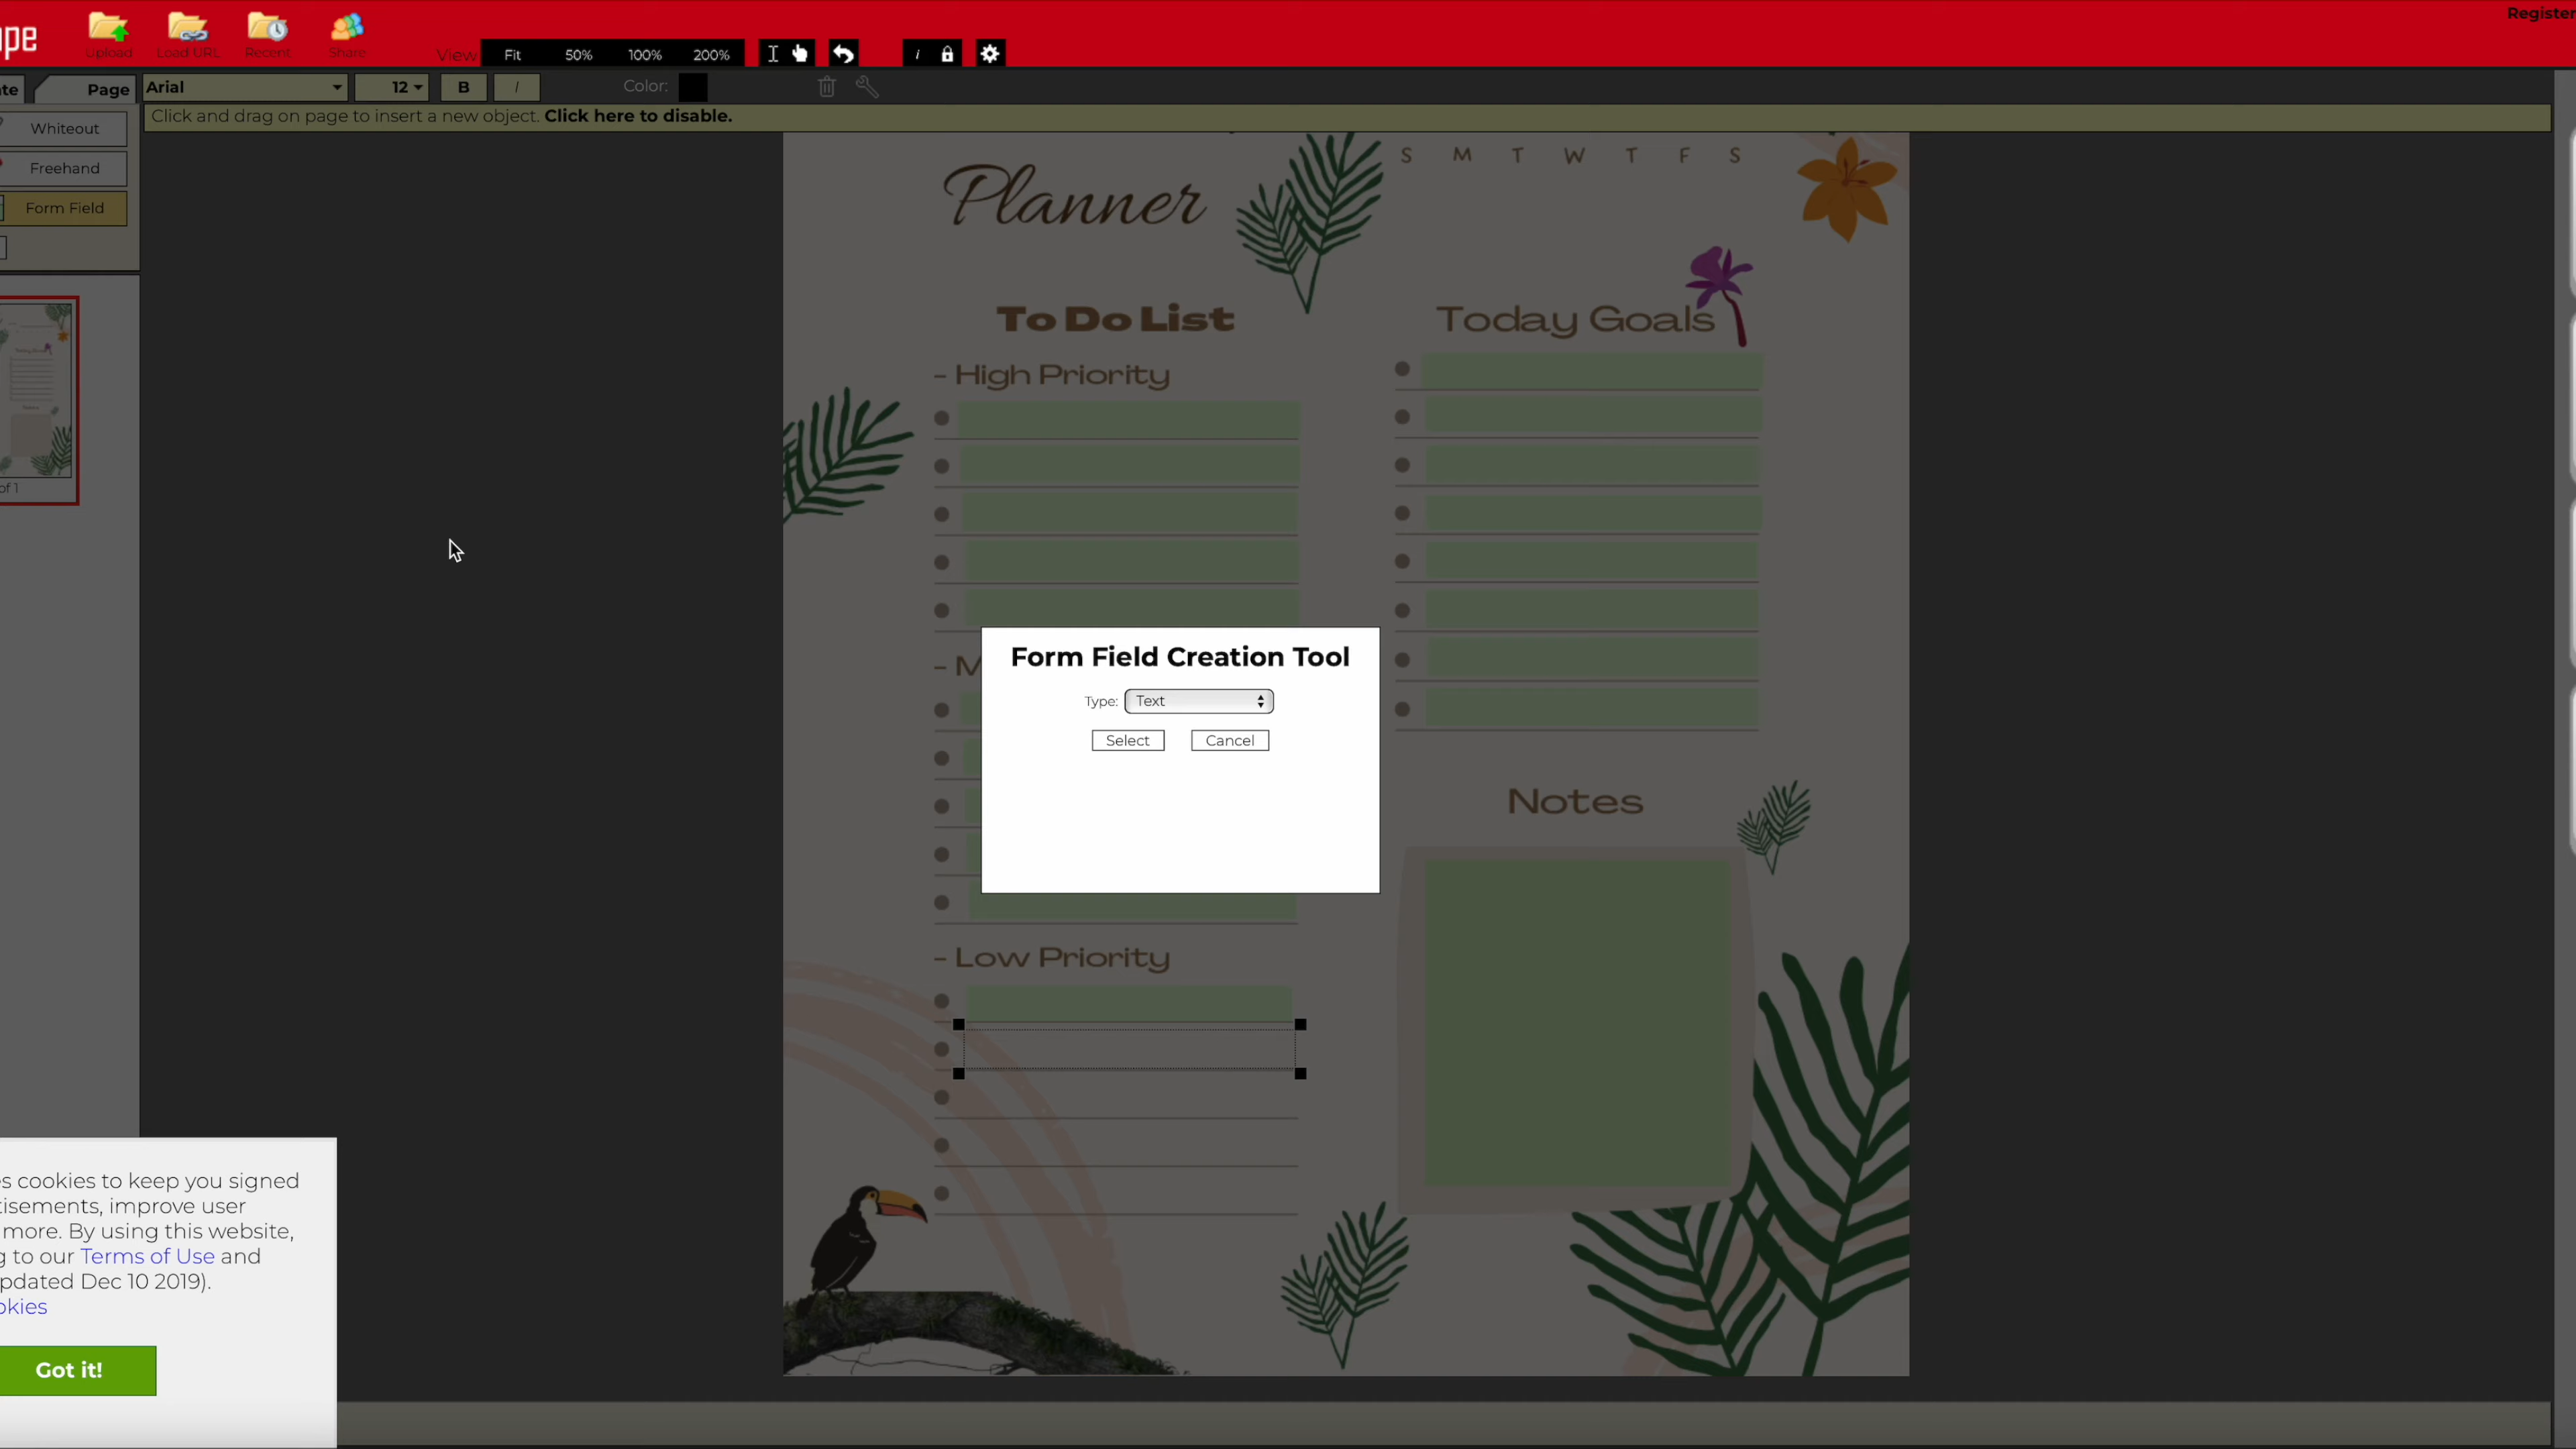 pe
Upload
Load URL
Recent
Share
View
Fit
50%
100%
200%
i
Register
te
Page
Arial
12
B
I
Color:
Whiteout
Click and drag on page to insert a new object. Click here to disable.
Freehand
Form Field
of 1
Planner
S M T W T F S
To Do List
Today Goals
- High Priority
- M
Form Field Creation Tool
Type: Text
Select
Cancel
Notes
- Low Priority
s cookies to keep you signed
tisements, improve user
more. By using this website,
g to our Terms of Use and
pdated Dec 10 2019).
okies
Got it!